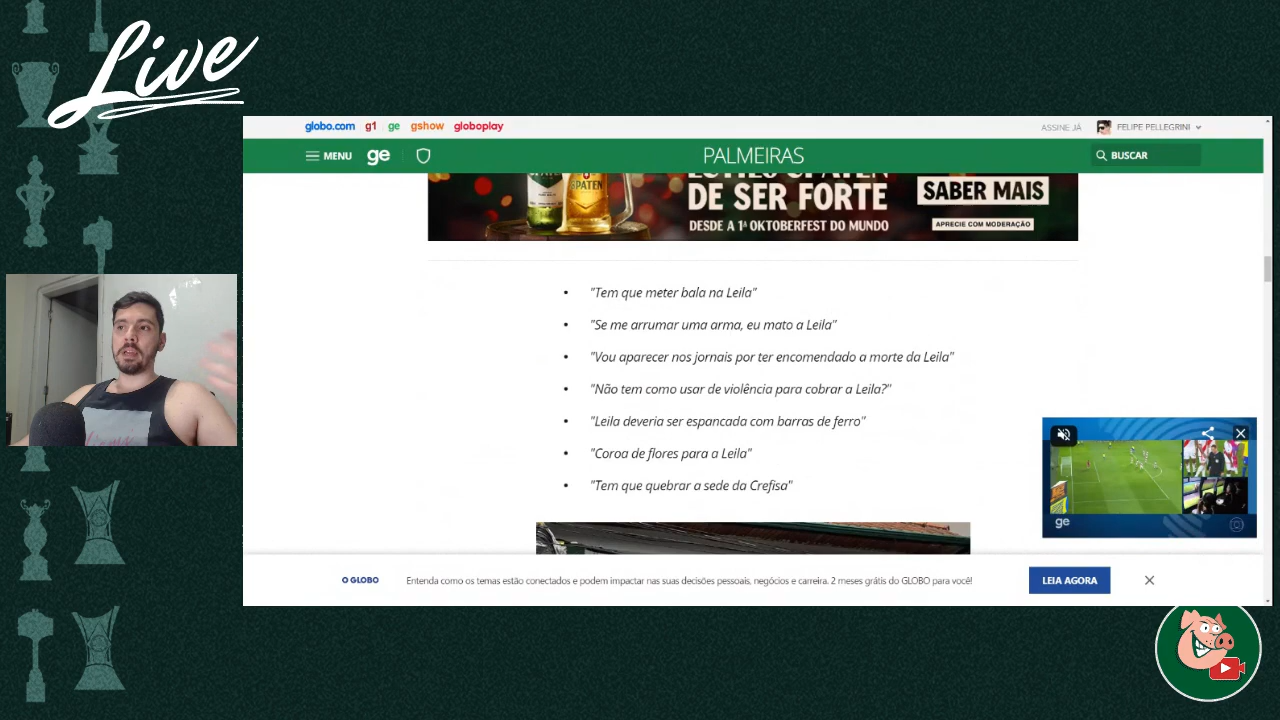 Live
globo.com g1 ge gshow globoplay
ASSINE JÁ FELIPE PELLEGRINI
MENU ge PALMEIRAS BUSCAR
PATEN
DE SER FORTE
DESDE A 1ª OKTOBERFEST DO MUNDO
SABER MAIS
APRECIE COM MODERAÇÃO
• "Tem que meter bala na Leila"
• "Se me arrumar uma arma, eu mato a Leila"
• "Vou aparecer nos jornais por ter encomendado a morte da Leila"
• "Não tem como usar de violência para cobrar a Leila?"
• "Leila deveria ser espancada com barras de ferro"
• "Coroa de flores para a Leila"
• "Tem que quebrar a sede da Crefisa"
ge
O GLOBO Entenda como os temas estão conectados e podem impactar nas suas decisões pessoais, negócios e carreira. 2 meses grátis do GLOBO para você! LEIA AGORA